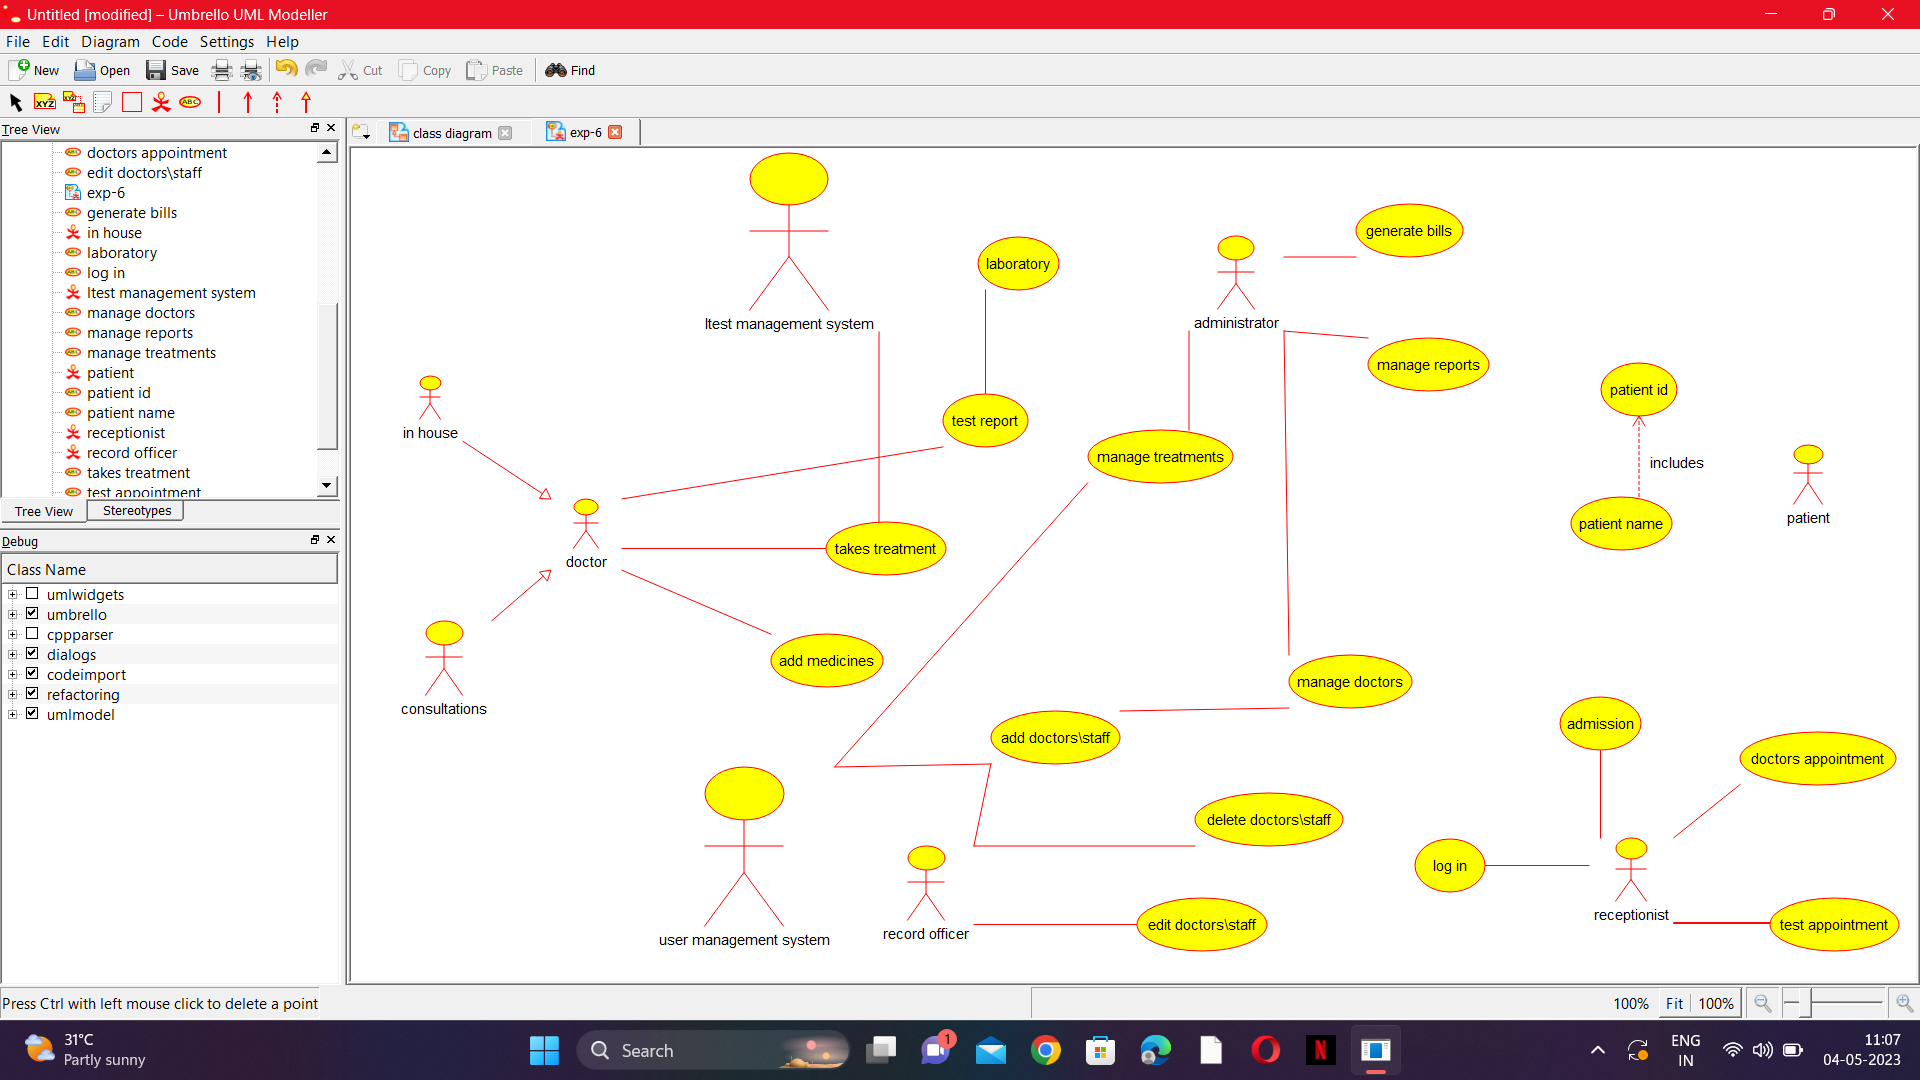 Untitled [modified] – Umbrello UML Modeller
File Edit Diagram Code Settings Help
New Open Save Cut Copy Paste Find
XYZ XYZ ABC
Tree View
class diagram
exp-6
doctors appointment
edit doctors\staff
exp-6
generate bills
in house
laboratory
log in
ltest management system
manage doctors
manage reports
manage treatments
patient
patient id
patient name
receptionist
record officer
takes treatment
test appointment
Tree View
Stereotypes
Debug
Class Name
umlwidgets
umbrello
cppparser
dialogs
codeimport
refactoring
umlmodel
generate bills
laboratory
ltest management system
administrator
manage reports
patient id
in house
test report
manage treatments
includes
patient
patient name
doctor
takes treatment
add medicines
manage doctors
consultations
admission
add doctors\staff
doctors appointment
delete doctors\staff
log in
receptionist
user management system
record officer
edit doctors\staff
test appointment
Press Ctrl with left mouse click to delete a point
100% Fit 100%
31°C
Partly sunny
Search
1
N
ENG
IN
11:07
04-05-2023